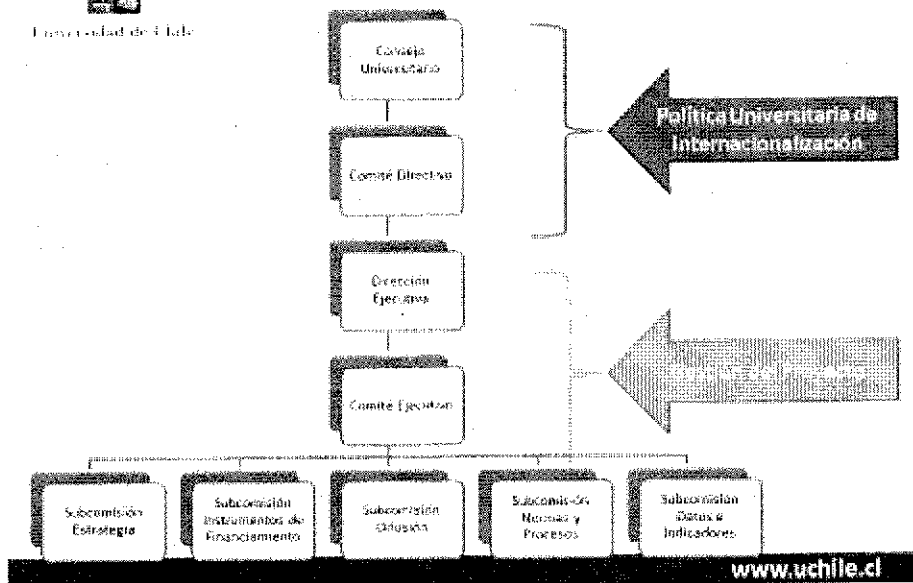 Universidad de Chile
Consejo
Universitario
Política Universitaria de
Internacionalización
Comité Directivo
Dirección
Ejecutiva
Comité Ejecutivo
Subcomisión
Estrategia
Subcomisión
Instrumentos de
Financiamiento
Subcomisión
Difusión
Subcomisión
Normas y
Procesos
Subcomisión
Datos e
Indicadores
www.uchile.cl